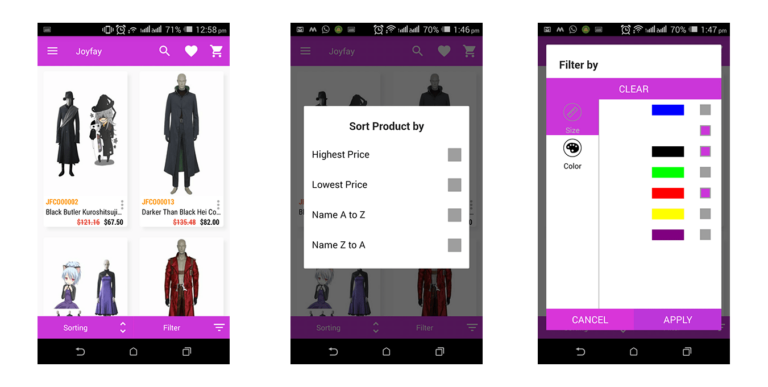 71% 12:58 pm
Joyfay
JFCO00002
Black Butler Kuroshitsuji...
$121.16 $67.50
JFCO00013
Darker Than Black Hei Co...
$135.48 $82.00
Sorting
Filter
70% 1:46 pm
Joyfay
Sort Product by
Highest Price
Lowest Price
Name A to Z
Name Z to A
Sorting
Filter
70% 1:47 pm
Filter by
CLEAR
Size
Color
CANCEL
APPLY